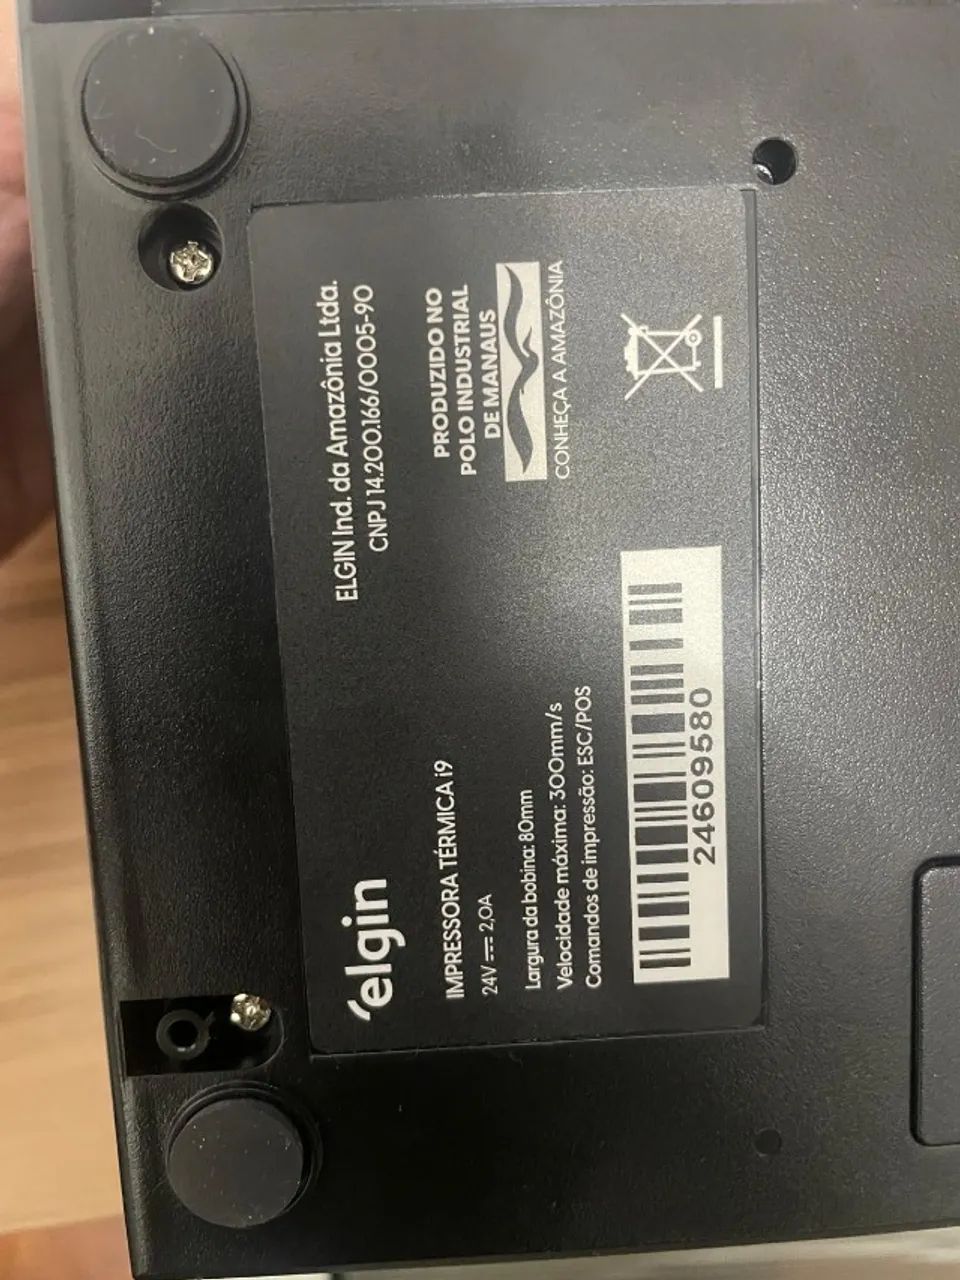 elgin
ELGIN Ind. da Amazônia Ltda.
CNPJ 14.200.166/0005-90
IMPRESSORA TÉRMICA i9
24V 2,0A
PRODUZIDO NO
POLO INDUSTRIAL
DE MANAUS
CONHEÇA A AMAZÔNIA
Largura da bobina: 80mm
Velocidade máxima: 300mm/s
Comandos de impressão: ESC/POS
24609580